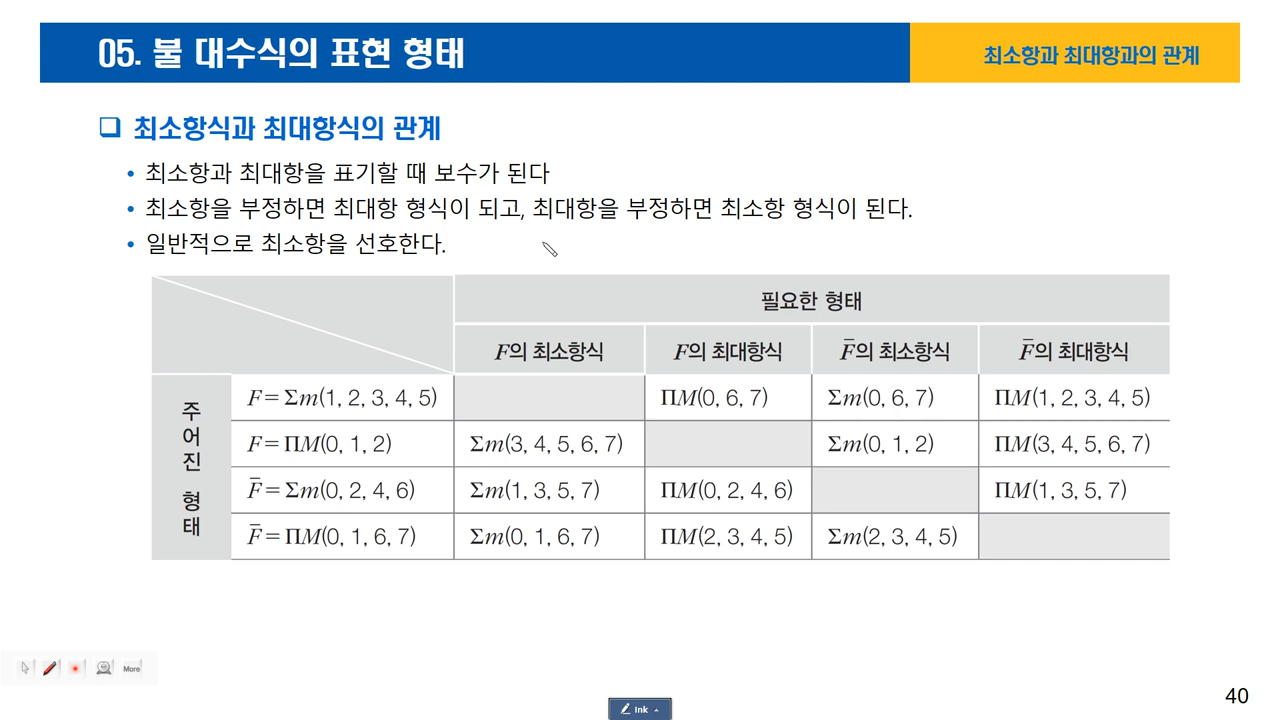 05. 불 대수식의 표현 형태
최소항과 최대항과의 관계
❑ 최소항식과 최대항식의 관계
• 최소항과 최대항을 표기할 때 보수가 된다
• 최소항을 부정하면 최대항 형식이 되고, 최대항을 부정하면 최소항 형식이 된다.
• 일반적으로 최소항을 선호한다.
필요한 형태
F의 최소항식 F의 최대항식 F̄의 최소항식 F̄의 최대항식
주어진 형태
F = Σm(1, 2, 3, 4, 5) ΠM(0, 6, 7) Σm(0, 6, 7) ΠM(1, 2, 3, 4, 5)
F = ΠM(0, 1, 2) Σm(3, 4, 5, 6, 7) Σm(0, 1, 2) ΠM(3, 4, 5, 6, 7)
F̄ = Σm(0, 2, 4, 6) Σm(1, 3, 5, 7) ΠM(0, 2, 4, 6) ΠM(1, 3, 5, 7)
F̄ = ΠM(0, 1, 6, 7) Σm(0, 1, 6, 7) ΠM(2, 3, 4, 5) Σm(2, 3, 4, 5)
More
Ink
40